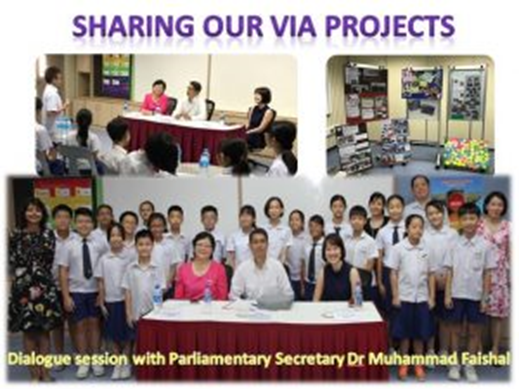 SHARING OUR VIA PROJECTS
Dialogue session with Parliamentary Secretary Dr Muhammad Faishal